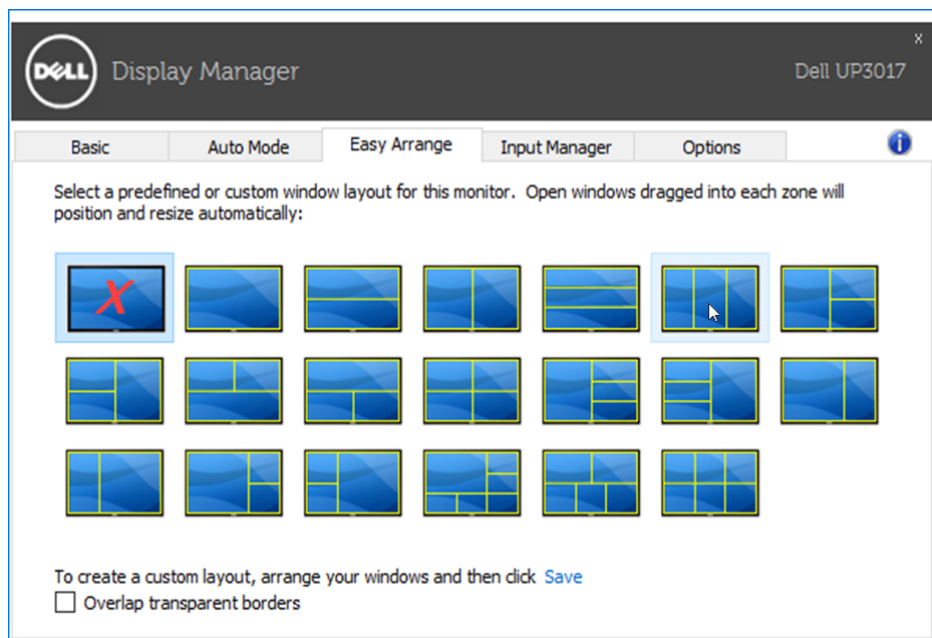 x
DELL Display Manager Dell UP3017
Basic Auto Mode Easy Arrange Input Manager Options i
Select a predefined or custom window layout for this monitor. Open windows dragged into each zone will
position and resize automatically:
X
To create a custom layout, arrange your windows and then click Save
Overlap transparent borders